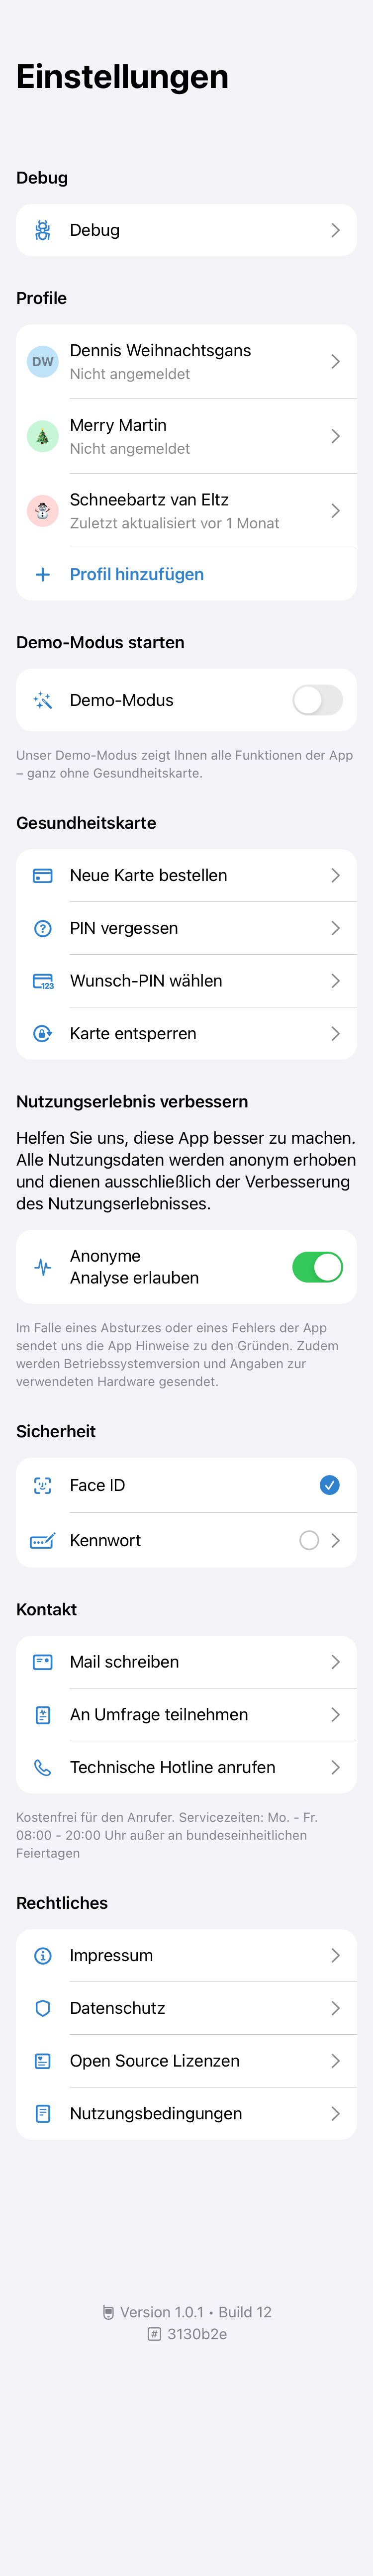 Einstellungen
Debug
Debug
Profile
DW
Dennis Weihnachtsgans
Nicht angemeldet
Merry Martin
Nicht angemeldet
Schneebartz van Eltz
Zuletzt aktualisiert vor 1 Monat
Profil hinzufügen
Demo-Modus starten
Demo-Modus
Unser Demo-Modus zeigt Ihnen alle Funktionen der App
– ganz ohne Gesundheitskarte.
Gesundheitskarte
Neue Karte bestellen
PIN vergessen
123
Wunsch-PIN wählen
Karte entsperren
Nutzungserlebnis verbessern
Helfen Sie uns, diese App besser zu machen.
Alle Nutzungsdaten werden anonym erhoben
und dienen ausschließlich der Verbesserung
des Nutzungserlebnisses.
Anonyme
Analyse erlauben
Im Falle eines Absturzes oder eines Fehlers der App
sendet uns die App Hinweise zu den Gründen. Zudem
werden Betriebssystemversion und Angaben zur
verwendeten Hardware gesendet.
Sicherheit
Face ID
Kennwort
Kontakt
Mail schreiben
An Umfrage teilnehmen
Technische Hotline anrufen
Kostenfrei für den Anrufer. Servicezeiten: Mo. - Fr.
08:00 - 20:00 Uhr außer an bundeseinheitlichen
Feiertagen
Rechtliches
Impressum
Datenschutz
Open Source Lizenzen
Nutzungsbedingungen
Version 1.0.1 • Build 12
# 3130b2e